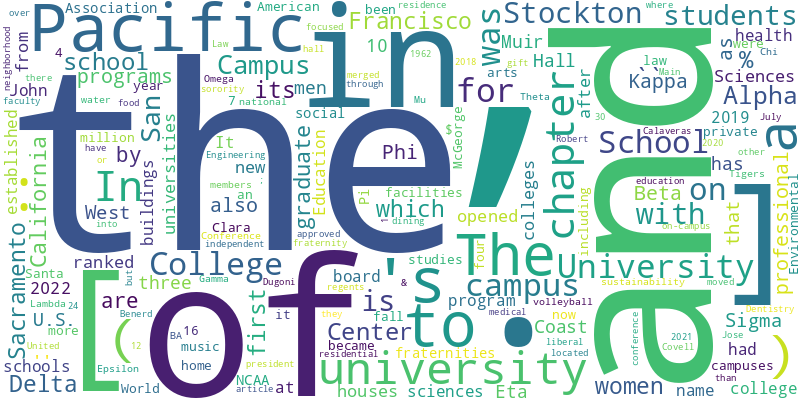 over Association American been residence where
neighborhood 4 from Pacific in Francisco focused Law
Stockton students
school 10 was Muir Hall law as were health
John programs year Campus its men hall merged 1962 gift 2018
arts after Kappa `` % Chi Sciences
faculty there water food Omega sorority through Mu Theta
established million San universities 7 national social for $ McGeorge
Main Alpha July
California have or by It Engineering new members : an
graduate Education Phi Pi facilities colleges chapter
30 Calaveras 2019 private 2020 a
Robert School has other tigers
the ' and
education Beta on on-campus
In which opened with that professional Environmental
West into buildings also Clara Conference independent
approved fraternity ← dining including
: Sacramento ranked College studies four The University ]
Santa 2022 are but three board campus sustainability moved
[ of 's
Lambda 24 U.S. more Epsilon Gamma Dugoni & regents is program medical volleyball
( 12 Benerd first it Center fall to . now Coast
Sigma 2021 Covell Dentistry
United '' BA 16 music they became fraternities liberal located
conference had Jose campuses than )
schools home president residential university
Delta World NCAA article at houses sciences Eta women name college